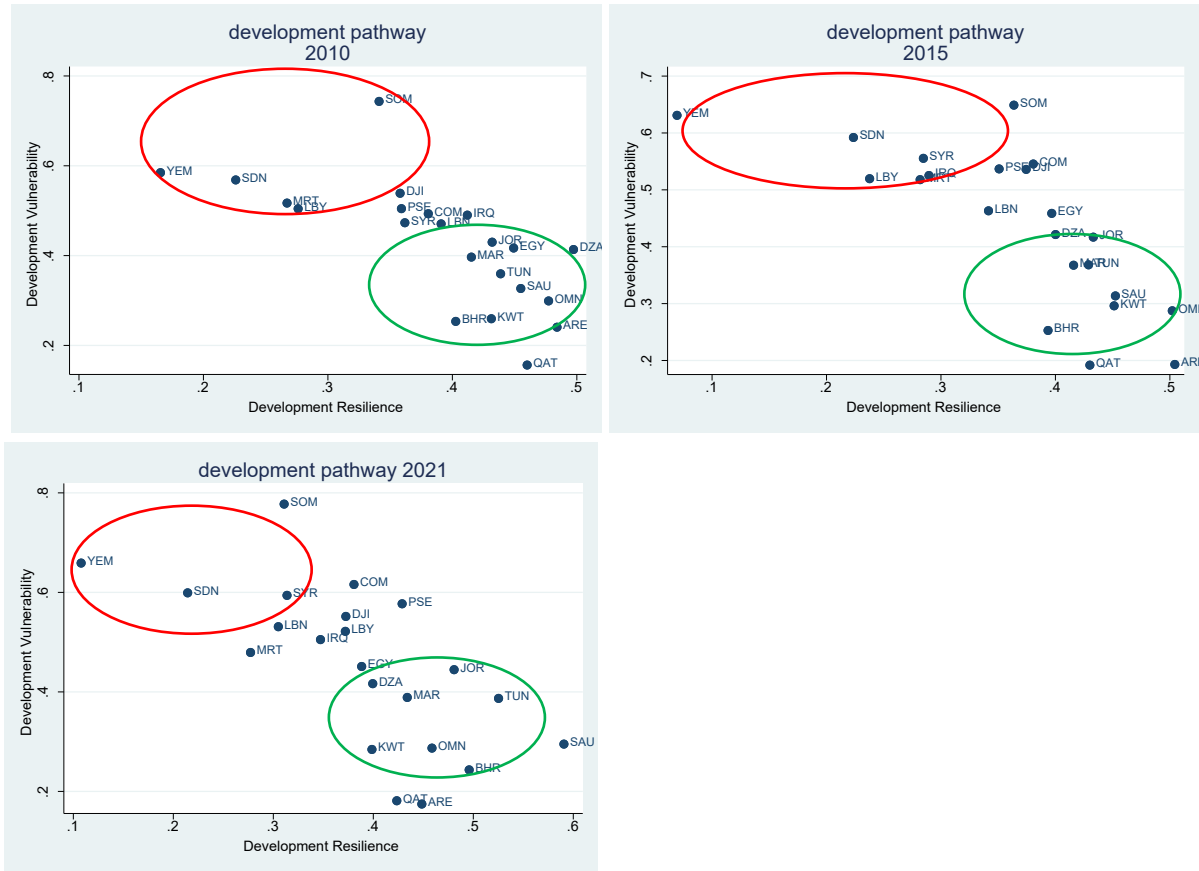 development pathway
2010
Development Vulnerability
.8
.6
.4
.2
SOM
YEM
SDN
MRT
LBY
DJI
PSE
COM
IRQ
SYR
LBN
JOR
EGY
DZA
MAR
TUN
SAU
OMN
BHR
KWT
ARE
QAT
.1 .2 .3 .4 .5
Development Resilience
development pathway
2015
Development Vulnerability
.7
.6
.5
.4
.3
.2
YEM
SOM
SDN
SYR
LBY
IRQ
MRT
PSE
COM
DJI
LBN
EGY
DZA
JOR
MAR
TUN
SAU
KWT
OM
BHR
QAT
AR
.1 .2 .3 .4 .5
Development Resilience
development pathway 2021
Development Vulnerability
.8
.6
.4
.2
SOM
YEM
SDN
SYR
COM
PSE
LBN
DJI
LBY
IRQ
MRT
EGY
JOR
DZA
MAR
TUN
KWT
OMN
SAU
BHR
QAT
ARE
.1 .2 .3 .4 .5 .6
Development Resilience